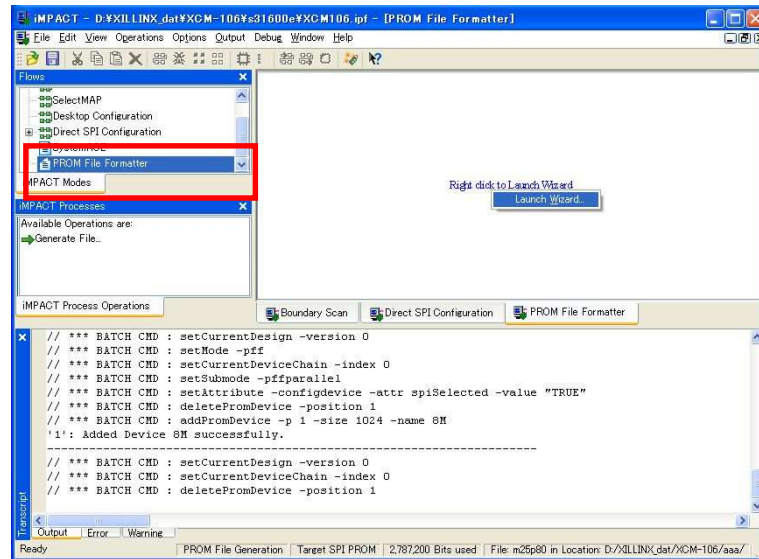 iMPACT - D:¥XILLINX_dat¥XCM-106¥s31600e¥XCM106.ipf - [PROM File Formatter]
File Edit View Operations Options Output Debug Window Help
Flows
SelectMAP
Desktop Configuration
Direct SPI Configuration
SystemACE
PROM File Formatter
iMPACT Modes
Right click to Launch Wizard
Launch Wizard...
iMPACT Processes
Available Operations are:
Generate File...
iMPACT Process Operations
Boundary Scan Direct SPI Configuration PROM File Formatter
// *** BATCH CMD : setCurrentDesign -version 0
// *** BATCH CMD : setMode -pff
// *** BATCH CMD : setCurrentDeviceChain -index 0
// *** BATCH CMD : setSubmode -pffparallel
// *** BATCH CMD : setAttribute -configdevice -attr spiSelected -value "TRUE"
// *** BATCH CMD : deletePromDevice -position 1
// *** BATCH CMD : addPromDevice -p 1 -size 1024 -name 8M
'1': Added Device 8M successfully.
----------------------------------------------------------------------
// *** BATCH CMD : setCurrentDesign -version 0
// *** BATCH CMD : setCurrentDeviceChain -index 0
// *** BATCH CMD : deletePromDevice -position 1
Transcript
Output Error Warning
Ready PROM File Generation Target SPI PROM 2,787,200 Bits used File: m25p80 in Location: D:/XILLINX_dat/XCM-106/aaa/